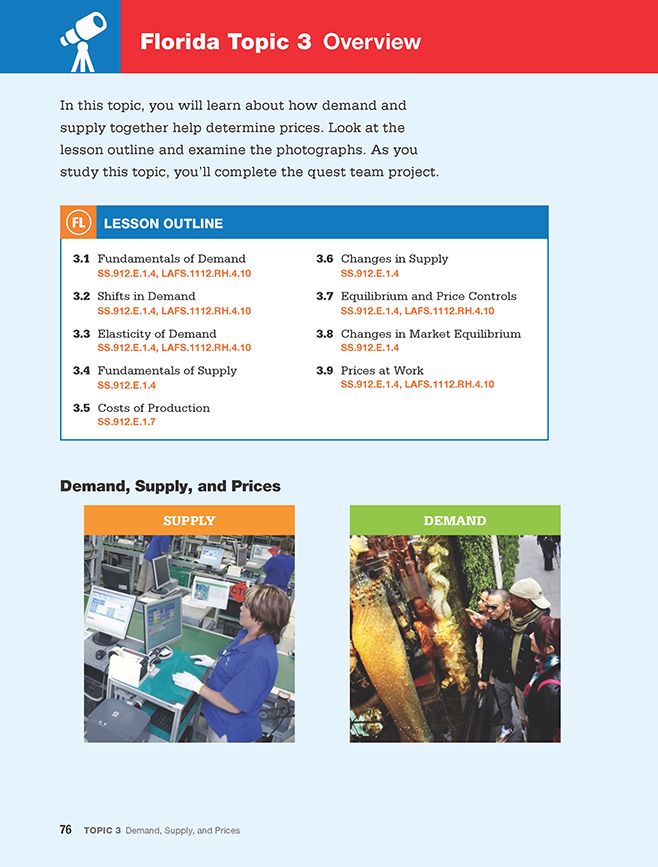 Florida Topic 3 Overview
In this topic, you will learn about how demand and
supply together help determine prices. Look at the
lesson outline and examine the photographs. As you
study this topic, you'll complete the quest team project.
FL LESSON OUTLINE
3.1 Fundamentals of Demand
SS.912.E.1.4, LAFS.1112.RH.4.10
3.2 Shifts in Demand
SS.912.E.1.4, LAFS.1112.RH.4.10
3.3 Elasticity of Demand
SS.912.E.1.4, LAFS.1112.RH.4.10
3.4 Fundamentals of Supply
SS.912.E.1.4
3.5 Costs of Production
SS.912.E.1.7
3.6 Changes in Supply
SS.912.E.1.4
3.7 Equilibrium and Price Controls
SS.912.E.1.4, LAFS.1112.RH.4.10
3.8 Changes in Market Equilibrium
SS.912.E.1.4
3.9 Prices at Work
SS.912.E.1.4, LAFS.1112.RH.4.10
Demand, Supply, and Prices
SUPPLY
DEMAND
76 TOPIC 3 Demand, Supply, and Prices